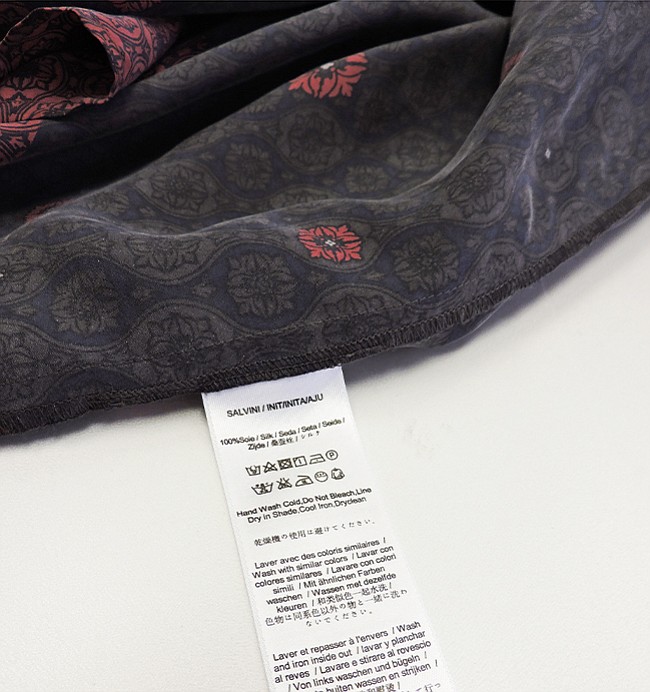 SALVINI / INIT/INITA/AJU
100%Soie / Silk / Seda / Seta / Seide /
Zijde / 桑蚕丝 / シルク
Hand Wash Cold,Do Not Bleach,Line
Dry in Shade,Cool Iron,Dryclean
乾燥機の使用は避けてください。
Laver avec des coloris similaires /
Wash with similar colors / Lavar con
colores similares / Lavare con colori
simili / Mit ähnlichen Farben
waschen / Wassen met dezelfde
kleuren / 和类似色一起水洗 /
色物は同系色以外の物と一緒に洗わ
ないでください。
Laver et repasser à l'envers / Wash
and iron inside out / lavar y planchar
al reves / Lavare e stirare al rovescio
/ Von links waschen und bügeln /
buiten wassen en strijken /